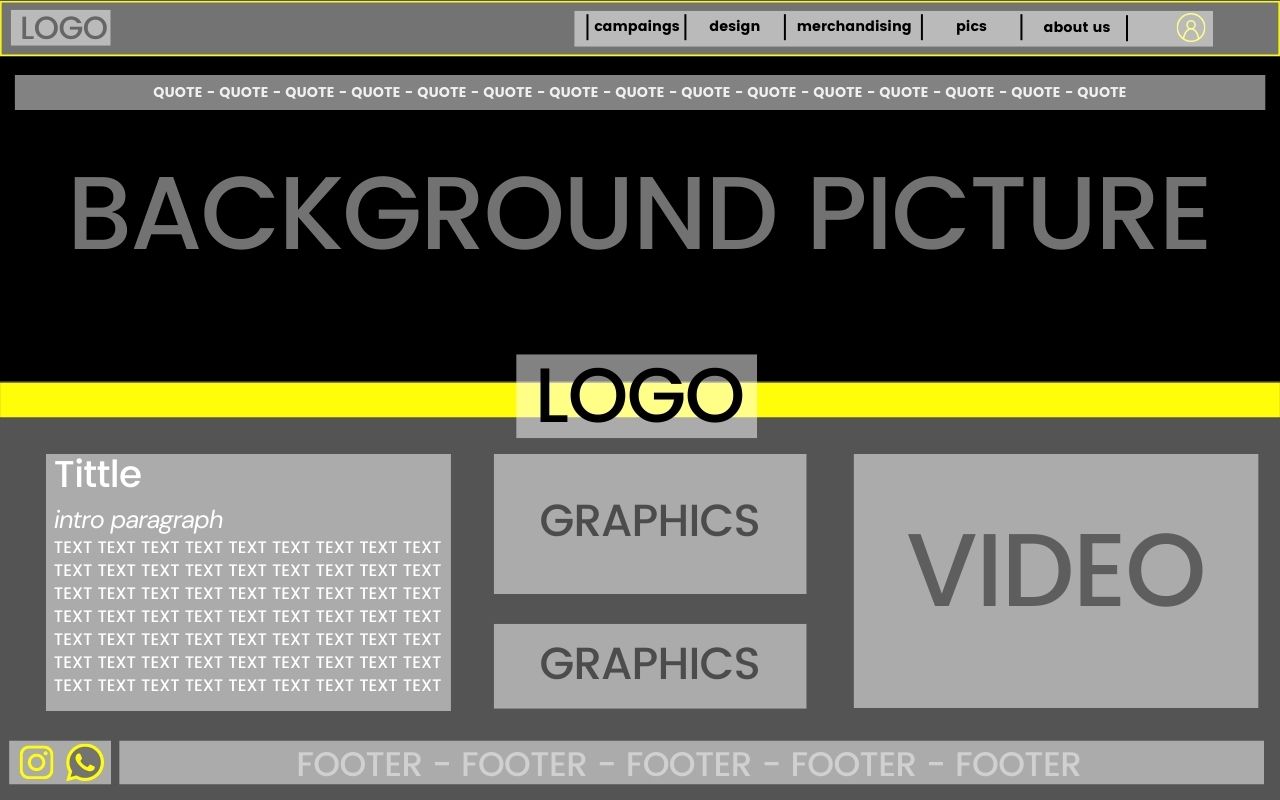 LOGO
campaings design merchandising pics about us
QUOTE - QUOTE - QUOTE - QUOTE - QUOTE - QUOTE - QUOTE - QUOTE - QUOTE - QUOTE - QUOTE - QUOTE - QUOTE - QUOTE - QUOTE
BACKGROUND PICTURE
LOGO
Tittle
intro paragraph
TEXT TEXT TEXT TEXT TEXT TEXT TEXT TEXT TEXT
TEXT TEXT TEXT TEXT TEXT TEXT TEXT TEXT TEXT
TEXT TEXT TEXT TEXT TEXT TEXT TEXT TEXT TEXT
TEXT TEXT TEXT TEXT TEXT TEXT TEXT TEXT TEXT
TEXT TEXT TEXT TEXT TEXT TEXT TEXT TEXT TEXT
TEXT TEXT TEXT TEXT TEXT TEXT TEXT TEXT TEXT
TEXT TEXT TEXT TEXT TEXT TEXT TEXT TEXT TEXT
GRAPHICS
GRAPHICS
VIDEO
FOOTER - FOOTER - FOOTER - FOOTER - FOOTER